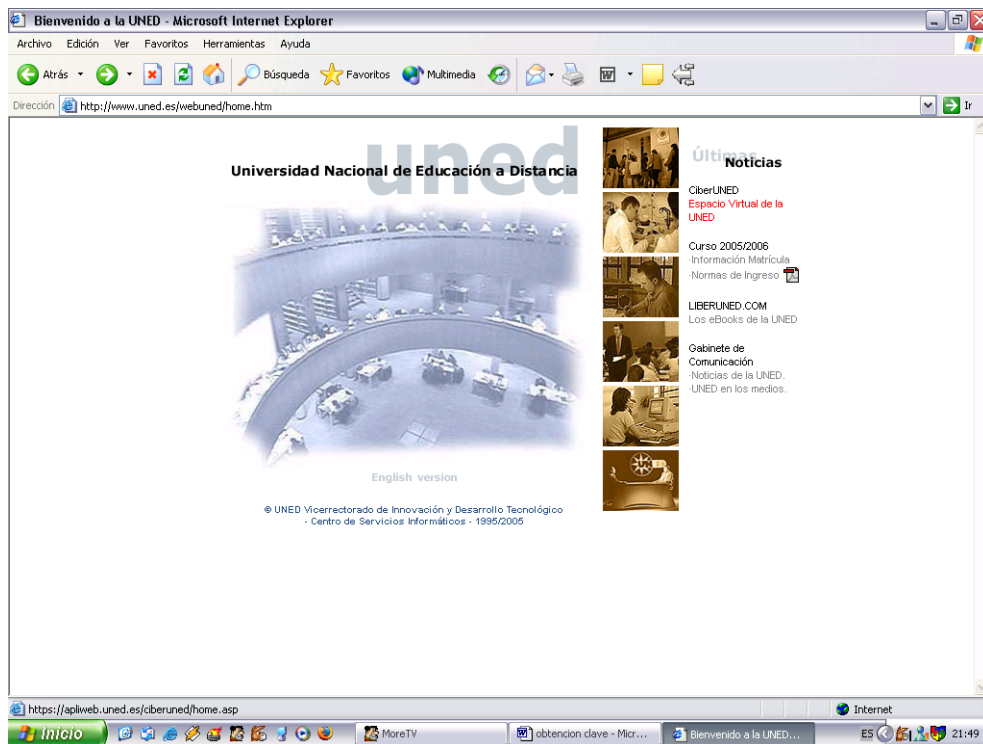 Bienvenido a la UNED - Microsoft Internet Explorer
Archivo Edición Ver Favoritos Herramientas Ayuda
Atrás Búsqueda Favoritos Multimedia
Dirección http://www.uned.es/webuned/home.htm Ir
uned
Universidad Nacional de Educación a Distancia
English version
© UNED Vicerrectorado de Innovación y Desarrollo Tecnológico
- Centro de Servicios Informáticos - 1995/2005
Últimas
Noticias
CiberUNED
Espacio Virtual de la
UNED
Curso 2005/2006
·Información Matrícula
·Normas de Ingreso
LIBERUNED.COM
Los eBooks de la UNED
Gabinete de
Comunicación
·Noticias de la UNED.
·UNED en los medios.
https://apliweb.uned.es/ciberuned/home.asp Internet
Inicio MoreTV obtencion clave - Micr... Bienvenido a la UNED... ES 21:49